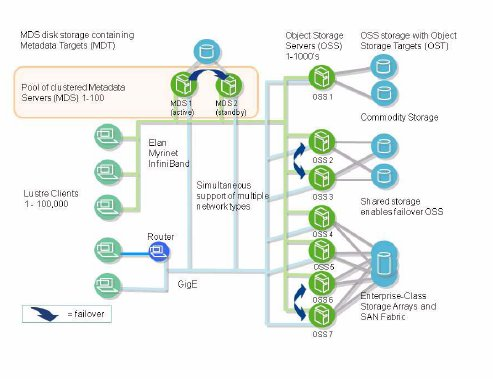 MDS disk storage containing
Metadata Targets (MDT)
Pool of clustered Metadata
Servers (MDS) 1-100
MDS 1
(active)
MDS 2
(standby)
Elan
Myrinet
InfiniBand
Lustre Clients
1 - 100,000
Simultaneous
support of multiple
network types
Router
GigE
= failover
Object Storage
Servers (OSS)
1-1000's
OSS 1
OSS 2
OSS 3
OSS 4
OSS 5
OSS 6
OSS 7
OSS storage with Object
Storage Targets (OST)
Commodity Storage
Shared storage
enables failover OSS
Enterprise-Class
Storage Arrays and
SAN Fabric